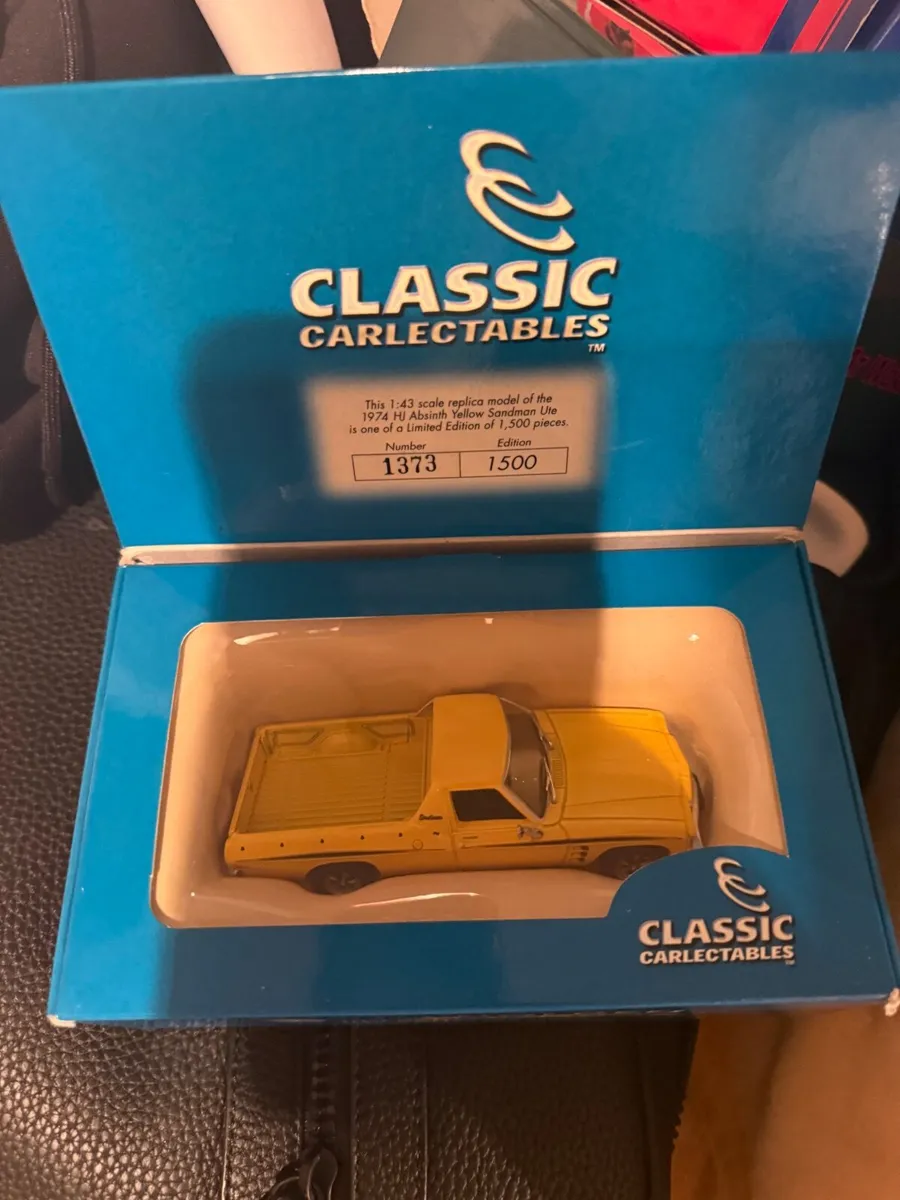 CLASSIC
CARLECTABLES
TM
This 1:43 scale replica model of the
1974 HJ Absinth Yellow Sandman Ute
is one of a Limited Edition of 1,500 pieces.
Number Edition
1373 1500
CLASSIC
CARLECTABLES
TM